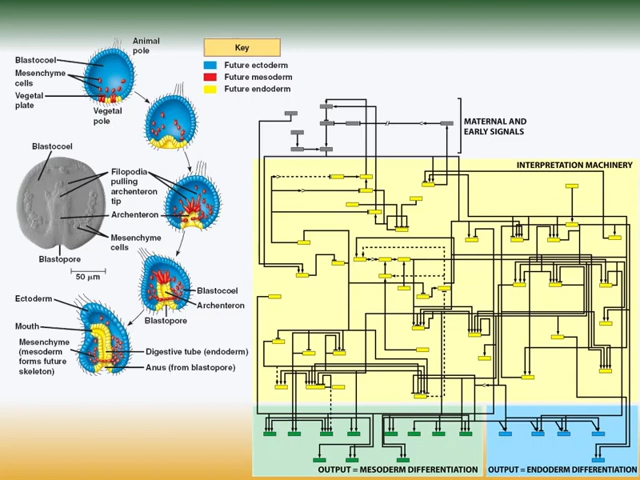 Animal
pole
Blastocoel
Mesenchyme
cells
Vegetal
plate
Vegetal
pole
Key
Future ectoderm
Future mesoderm
Future endoderm
Blastocoel
Filopodia
pulling
archenteron
tip
Archenteron
Mesenchyme
cells
Blastopore
50 µm
Blastocoel
Archenteron
Blastopore
Ectoderm
Mouth
Mesenchyme
(mesoderm
forms future
skeleton)
Digestive tube (endoderm)
Anus (from blastopore)
MATERNAL AND
EARLY SIGNALS
INTERPRETATION MACHINERY
OUTPUT = MESODERM DIFFERENTIATION
OUTPUT = ENDODERM DIFFERENTIATION